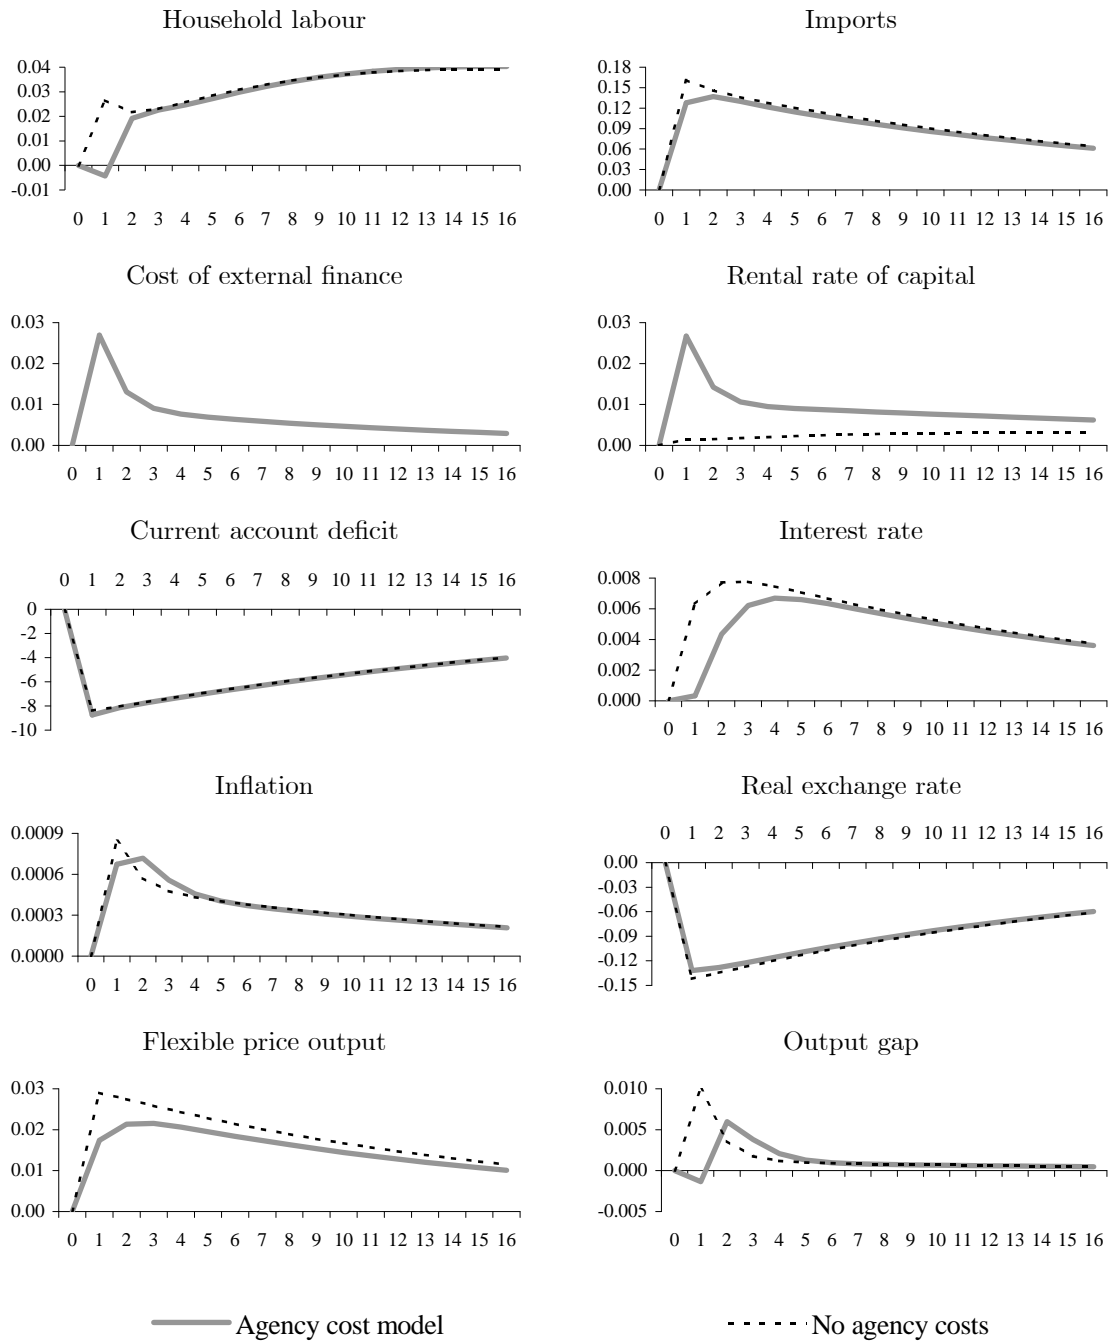 Household labour
0.04
0.03
0.02
0.01
0.00
-0.01
0 1 2 3 4 5 6 7 8 9 10 11 12 13 14 15 16
Imports
0.18
0.15
0.12
0.09
0.06
0.03
0.00
0 1 2 3 4 5 6 7 8 9 10 11 12 13 14 15 16
Cost of external finance
0.03
0.02
0.01
0.00
0 1 2 3 4 5 6 7 8 9 10 11 12 13 14 15 16
Rental rate of capital
0.03
0.02
0.01
0.00
0 1 2 3 4 5 6 7 8 9 10 11 12 13 14 15 16
Current account deficit
0 1 2 3 4 5 6 7 8 9 10 11 12 13 14 15 16
0
-2
-4
-6
-8
-10
Interest rate
0.008
0.006
0.004
0.002
0.000
0 1 2 3 4 5 6 7 8 9 10 11 12 13 14 15 16
Inflation
0.0009
0.0006
0.0003
0.0000
0 1 2 3 4 5 6 7 8 9 10 11 12 13 14 15 16
Real exchange rate
0 1 2 3 4 5 6 7 8 9 10 11 12 13 14 15 16
0.00
-0.03
-0.06
-0.09
-0.12
-0.15
Flexible price output
0.03
0.02
0.01
0.00
0 1 2 3 4 5 6 7 8 9 10 11 12 13 14 15 16
Output gap
0.010
0.005
0.000
-0.005
0 1 2 3 4 5 6 7 8 9 10 11 12 13 14 15 16
Agency cost model
No agency costs